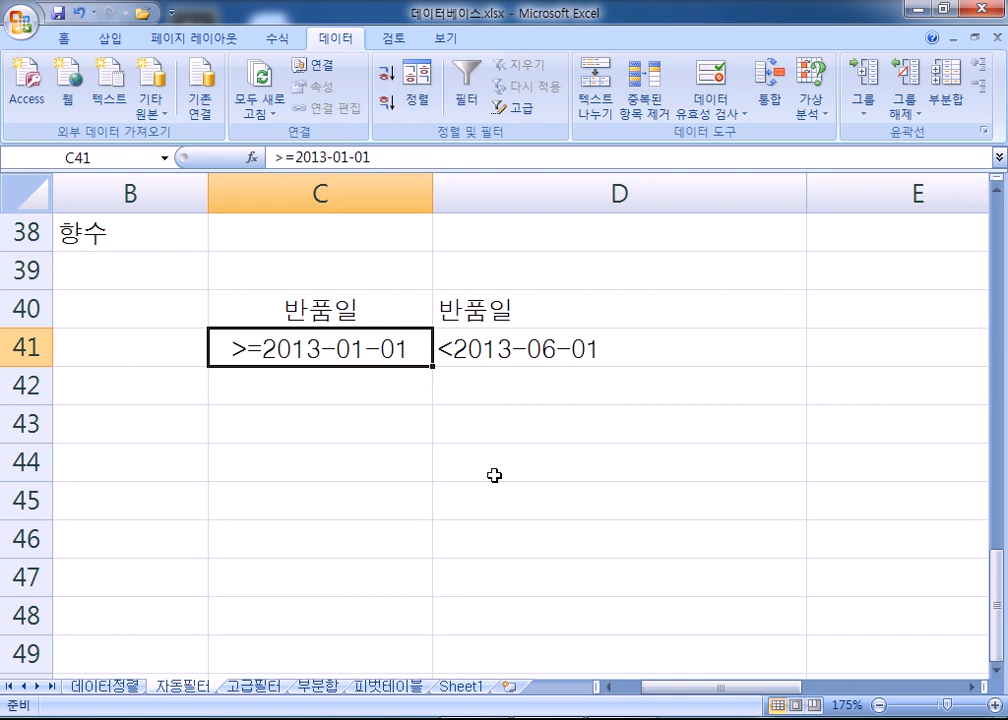 데이터베이스.xlsx - Microsoft Excel
홈 삽입 페이지 레이아웃 수식 데이터 검토 보기
Access 웹 텍스트 기타 원본 기존 연결
외부 데이터 가져오기
모두 새로 고침 연결 속성 연결 편집
연결
정렬 필터 지우기 다시 적용 고급
정렬 및 필터
텍스트 나누기 중복된 항목 제거 데이터 유효성 검사 통합 가상 분석
데이터 도구
그룹 그룹 해제 부분합
윤곽선
C41 fx >=2013-01-01
B C D E
38 향수
39
40 반품일 반품일
41 >=2013-01-01 <2013-06-01
42
43
44
45
46
47
48
49
데이터정렬 자동필터 고급필터 부분합 피벗테이블 Sheet1
준비 175%